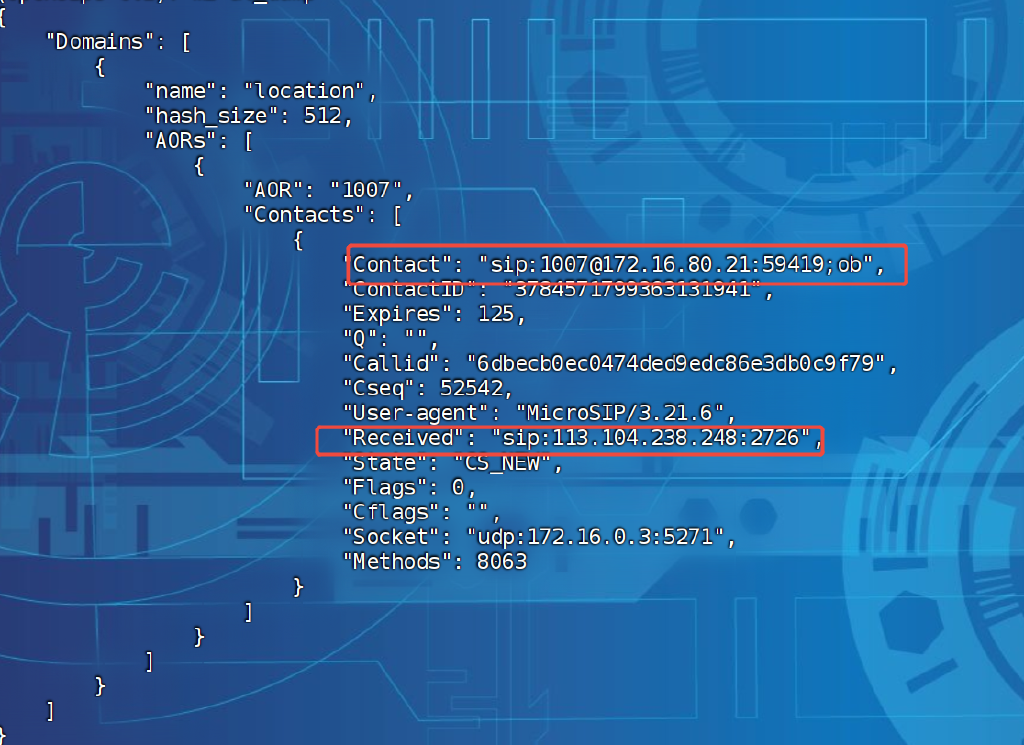 {
"Domains": [
{
"name": "location",
"hash_size": 512,
"AORs": [
{
"AOR": "1007",
"Contacts": [
{
"Contact": "sip:1007@172.16.80.21:59419;ob",
"ContactID": "3784571799363131941",
"Expires": 125,
"Q": "",
"Callid": "6dbecb0ec0474ded9edc86e3db0c9f79",
"Cseq": 52542,
"User-agent": "MicroSIP/3.21.6",
"Received": "sip:113.104.238.248:2726",
"State": "CS_NEW",
"Flags": 0,
"Cflags": "",
"Socket": "udp:172.16.0.3:5271",
"Methods": 8063
}
]
}
]
}
]
}